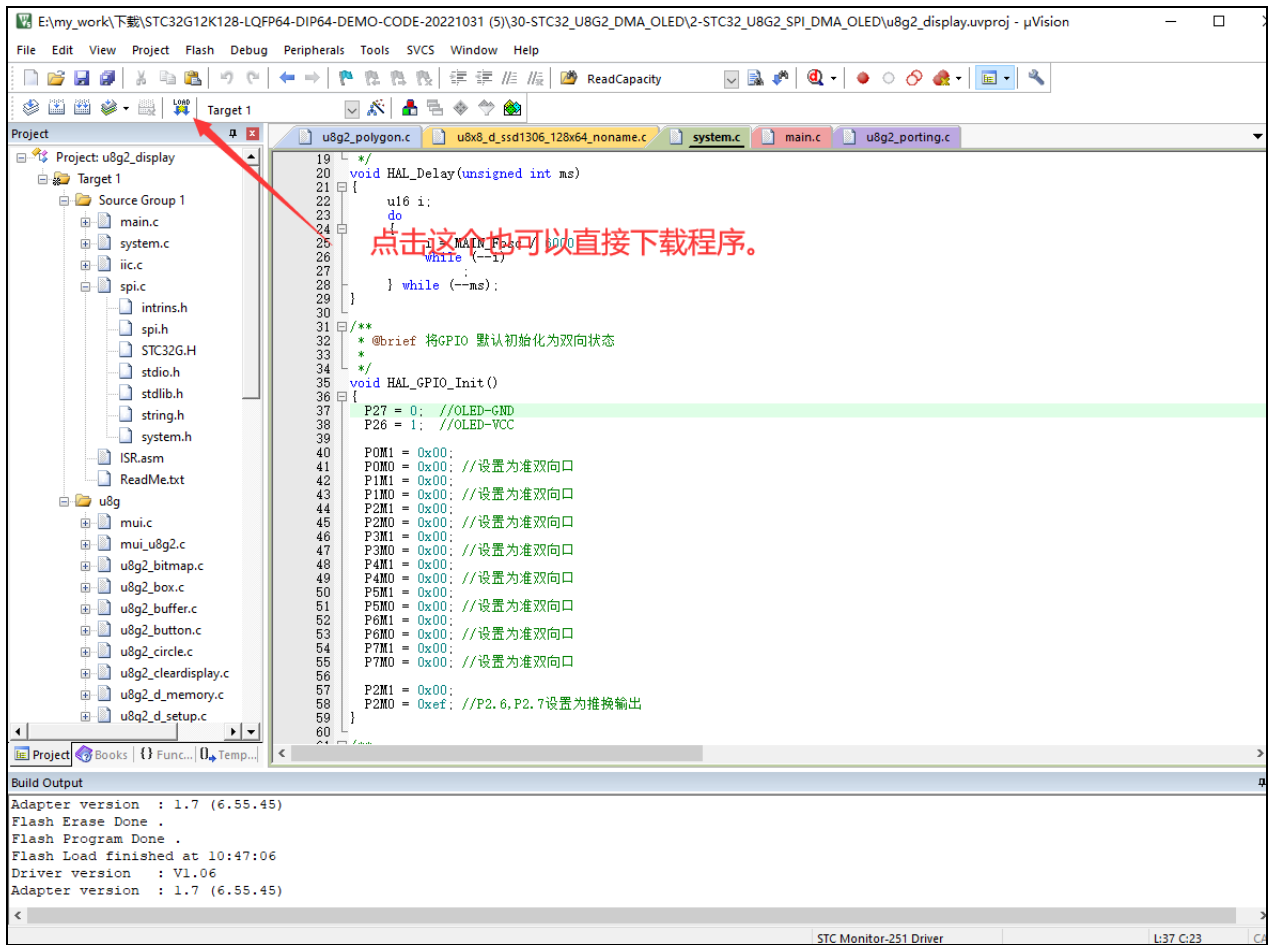 E:\my_work\下载\STC32G12K128-LQFP64-DIP64-DEMO-CODE-20221031 (5)\30-STC32_U8G2_DMA_OLED\2-STC32_U8G2_SPI_DMA_OLED\u8g2_display.uvproj - µVision
File Edit View Project Flash Debug Peripherals Tools SVCS Window Help
ReadCapacity
LOAD Target 1
Project
u8g2_polygon.c u8x8_d_ssd1306_128x64_noname.c system.c main.c u8g2_porting.c
Project: u8g2_display
Target 1
Source Group 1
main.c
system.c
iic.c
spi.c
intrins.h
spi.h
STC32G.H
stdio.h
stdlib.h
string.h
system.h
ISR.asm
ReadMe.txt
u8g
mui.c
mui_u8g2.c
u8g2_bitmap.c
u8g2_box.c
u8g2_buffer.c
u8g2_button.c
u8g2_circle.c
u8g2_cleardisplay.c
u8g2_d_memory.c
u8g2_d_setup.c
Project Books {} Func... Temp...
19 */
20 void HAL_Delay(unsigned int ms)
21 {
22 u16 i;
23 do
24 {
25 i = MAIN_Fosc / 6000
点击这个也可以直接下载程序。
26 while (--i)
27 ;
28 } while (--ms);
29 }
30
31 /**
32 * @brief 将GPIO 默认初始化为双向状态
33 *
34 */
35 void HAL_GPIO_Init()
36 {
37 P27 = 0; //OLED-GND
38 P26 = 1; //OLED-VCC
39
40 P0M1 = 0x00;
41 P0M0 = 0x00; //设置为准双向口
42 P1M1 = 0x00;
43 P1M0 = 0x00; //设置为准双向口
44 P2M1 = 0x00;
45 P2M0 = 0x00; //设置为准双向口
46 P3M1 = 0x00;
47 P3M0 = 0x00; //设置为准双向口
48 P4M1 = 0x00;
49 P4M0 = 0x00; //设置为准双向口
50 P5M1 = 0x00;
51 P5M0 = 0x00; //设置为准双向口
52 P6M1 = 0x00;
53 P6M0 = 0x00; //设置为准双向口
54 P7M1 = 0x00;
55 P7M0 = 0x00; //设置为准双向口
56
57 P2M1 = 0x00;
58 P2M0 = 0xef; //P2.6,P2.7设置为推挽输出
59 }
60
61 /**
Build Output
Adapter version : 1.7 (6.55.45)
Flash Erase Done .
Flash Program Done .
Flash Load finished at 10:47:06
Driver version : V1.06
Adapter version : 1.7 (6.55.45)
STC Monitor-251 Driver L:37 C:23